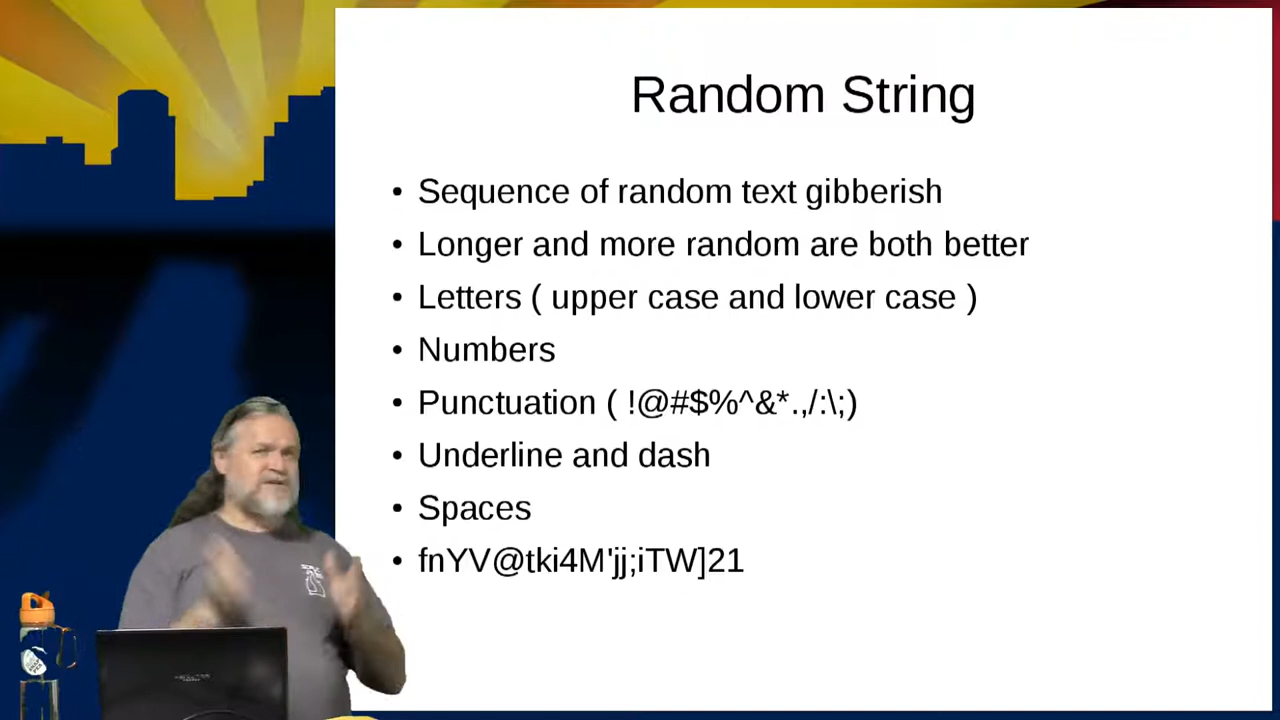 Random String
• Sequence of random text gibberish
• Longer and more random are both better
• Letters ( upper case and lower case )
• Numbers
• Punctuation ( !@#$%^&*.,/:\;)
• Underline and dash
• Spaces
• fnYV@tki4M'jj;iTW]21